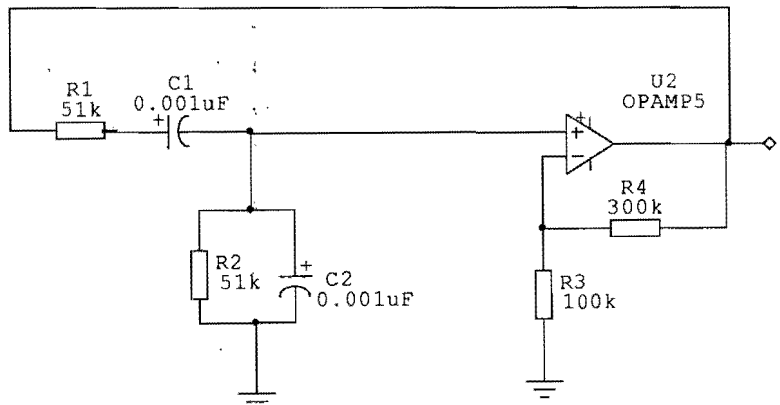 R1
51k
C1
0.001uF
+
U2
OPAMP5
+
+
−
R4
300k
R2
51k
+
C2
0.001uF
R3
100k